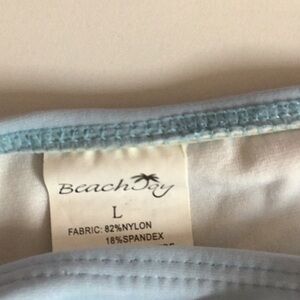 BeachJoy
L
FABRIC: 82%NYLON
18%SPANDEX